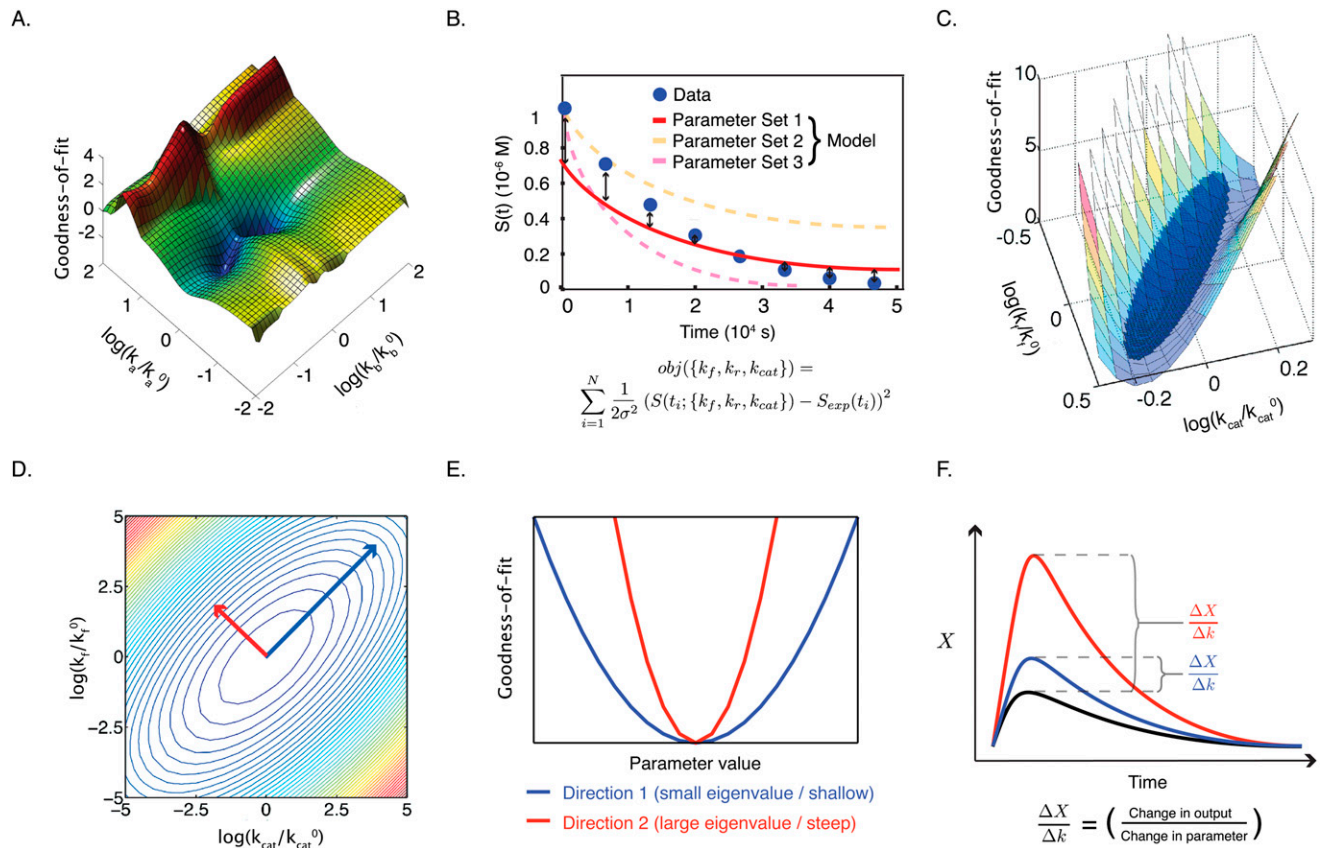 A.
Goodness-of-fit
4
2
0
-2
2
1
0
-1
-2
log(k_a/k_a^0)
-2
-1
0
1
2
log(k_b/k_b^0)
B.
1
0.8
0.6
0.4
0.2
0
S(t) (10^-6 M)
Data
Parameter Set 1
Parameter Set 2
Parameter Set 3
Model
0 1 2 3 4 5
Time (10^4 s)
obj({k_f, k_r, k_cat}) =
∑_{i=1}^{N} 1/2σ^2 (S(t_i; {k_f, k_r, k_cat}) − S_exp(t_i))^2
C.
Goodness-of-fit
10
5
0
-0.5
0
0.5
log(k_f/k_f^0)
-0.2
0
0.2
log(k_cat/k_cat^0)
D.
5
2.5
0
−2.5
−5
log(k_f/k_f^0)
−5 −2.5 0 2.5 5
log(k_cat/k_cat^0)
E.
Goodness-of-fit
Parameter value
Direction 1 (small eigenvalue / shallow)
Direction 2 (large eigenvalue / steep)
F.
X
ΔX/Δk
ΔX/Δk
Time
ΔX/Δk = (Change in output/Change in parameter)